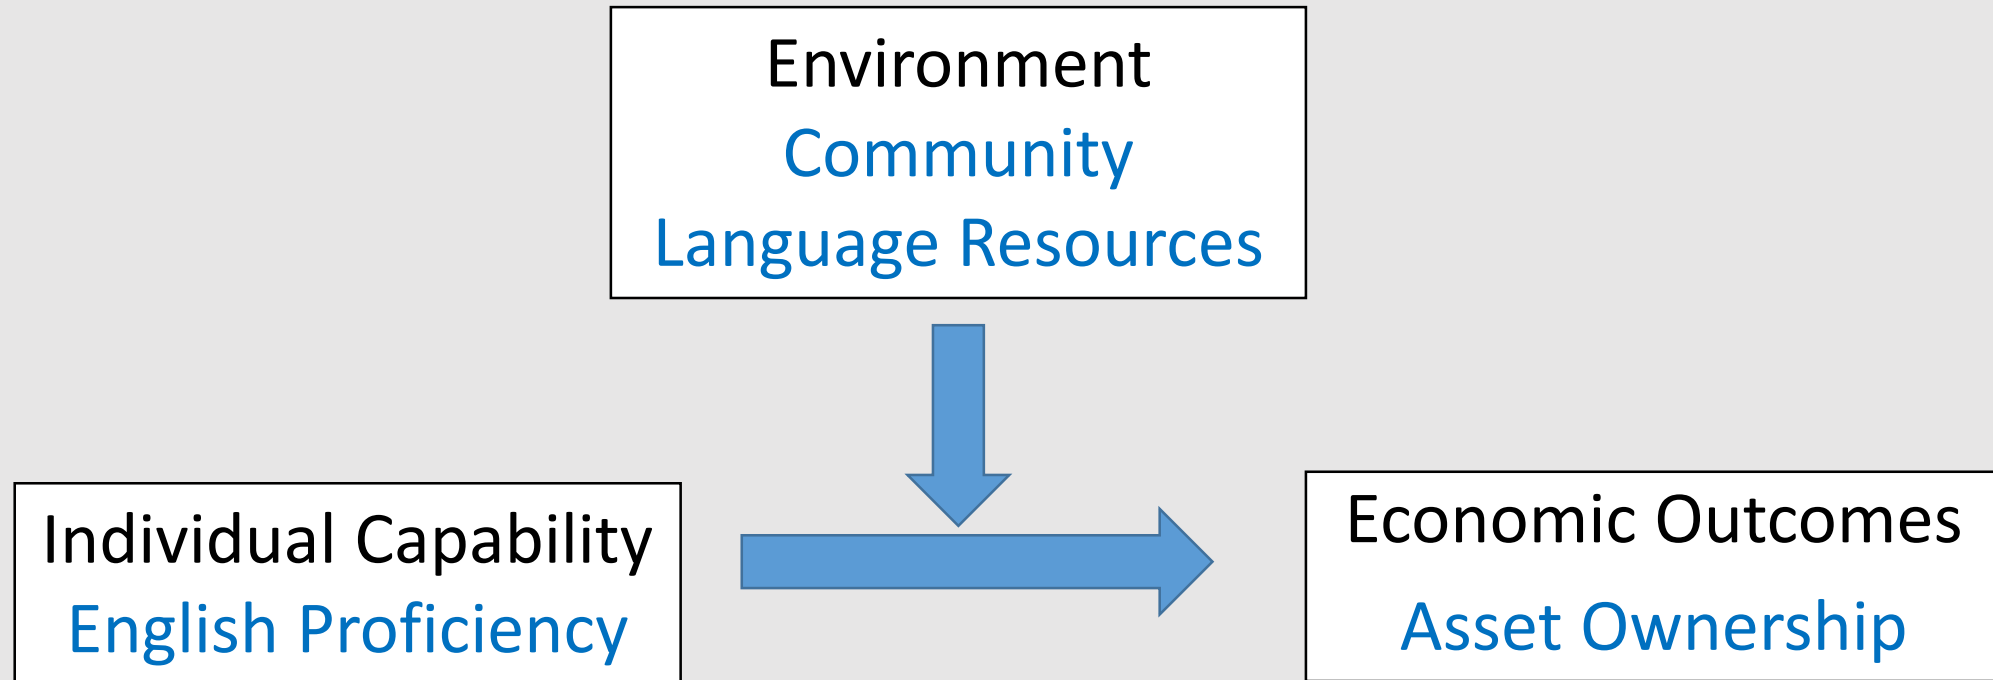 Environment
Community
Language Resources
Individual Capability
English Proficiency
Economic Outcomes
Asset Ownership